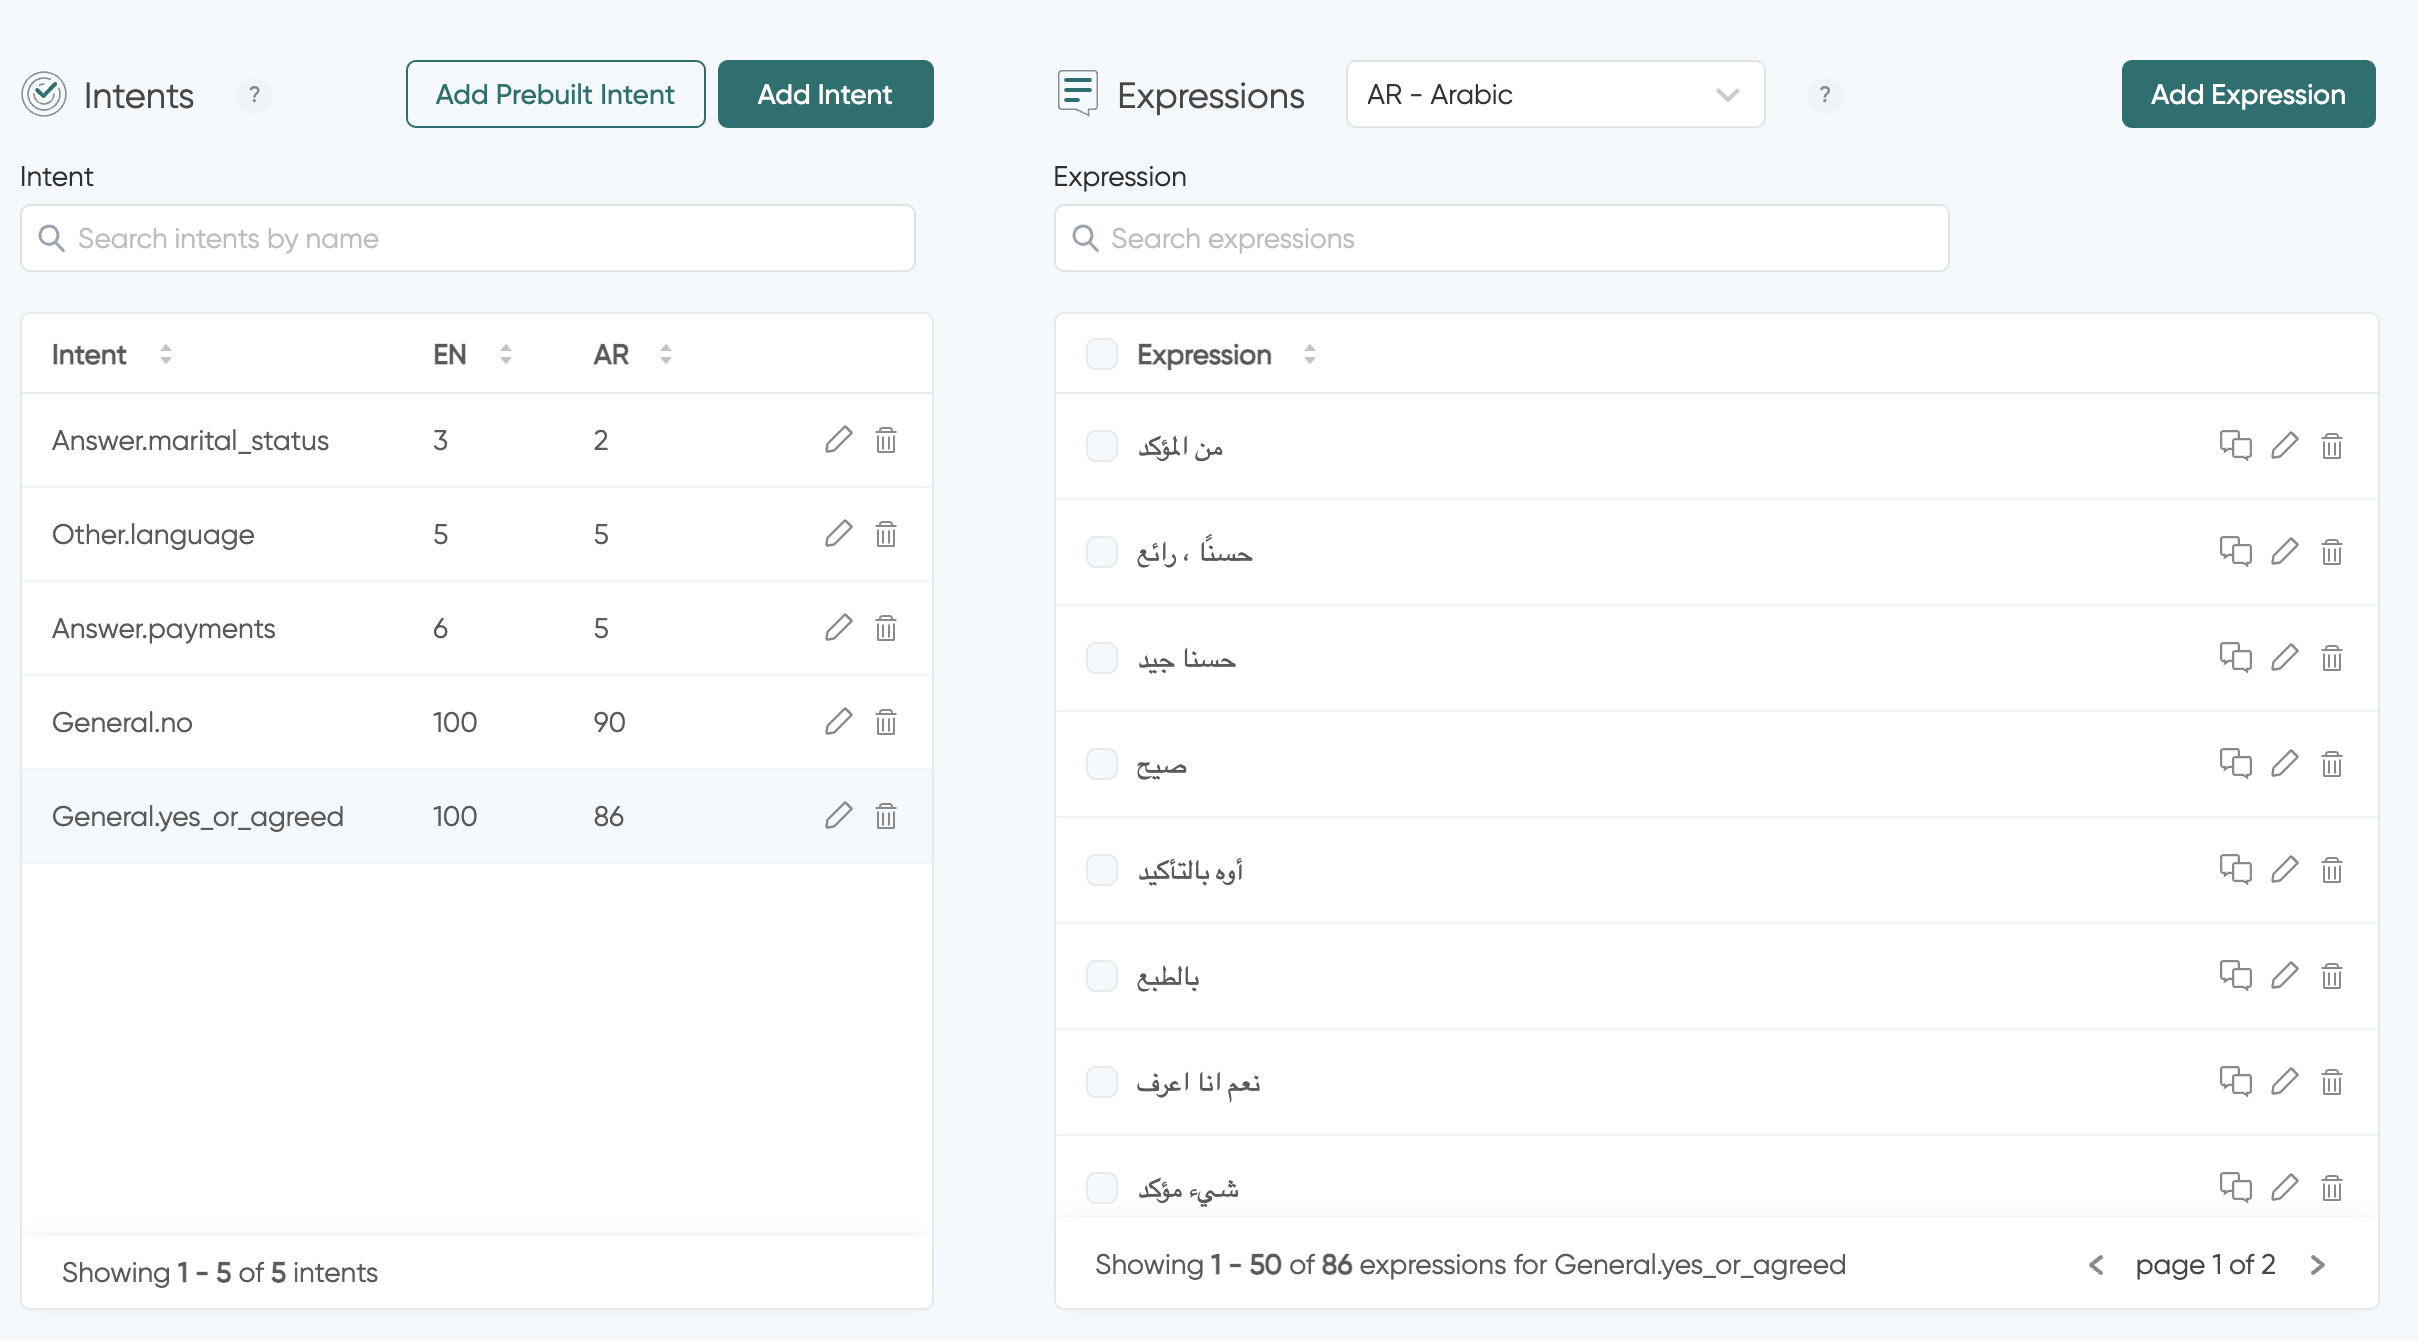 Intents ?
Add Prebuilt Intent
Add Intent
Intent
Search intents by name
Intent EN AR
Answer.marital_status 3 2
Other.language 5 5
Answer.payments 6 5
General.no 100 90
General.yes_or_agreed 100 86
Showing 1 - 5 of 5 intents
Expressions
AR - Arabic
?
Add Expression
Expression
Search expressions
Expression
من المؤكد
حسنًا ، رائع
حسنا جيد
صيح
أوه بالتأكيد
بالطبع
نعم انا اعرف
شيء مؤكد
Showing 1 - 50 of 86 expressions for General.yes_or_agreed
page 1 of 2